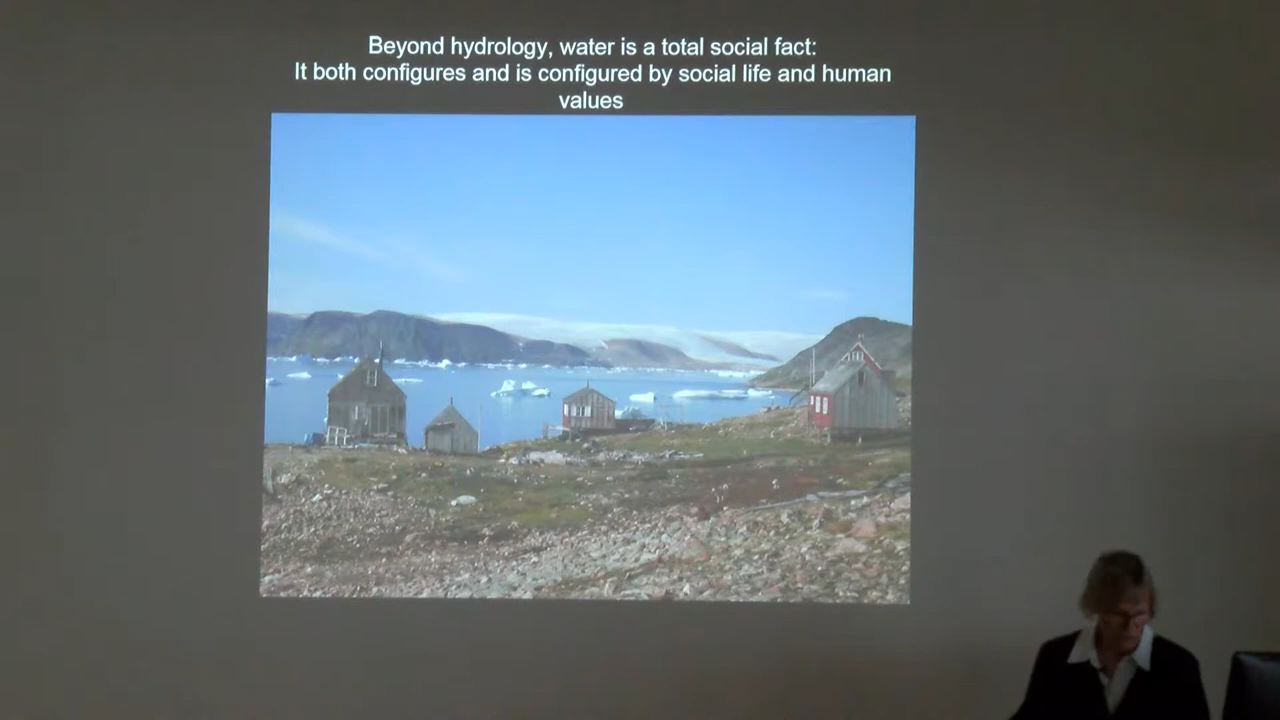 Beyond hydrology, water is a total social fact:
It both configures and is configured by social life and human
values